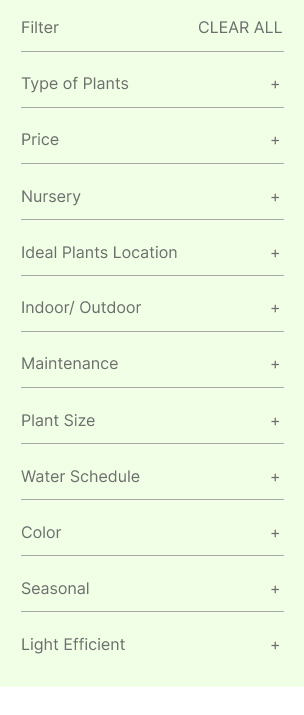 Filter CLEAR ALL
Type of Plants +
Price +
Nursery +
Ideal Plants Location +
Indoor/ Outdoor +
Maintenance +
Plant Size +
Water Schedule +
Color +
Seasonal +
Light Efficient +